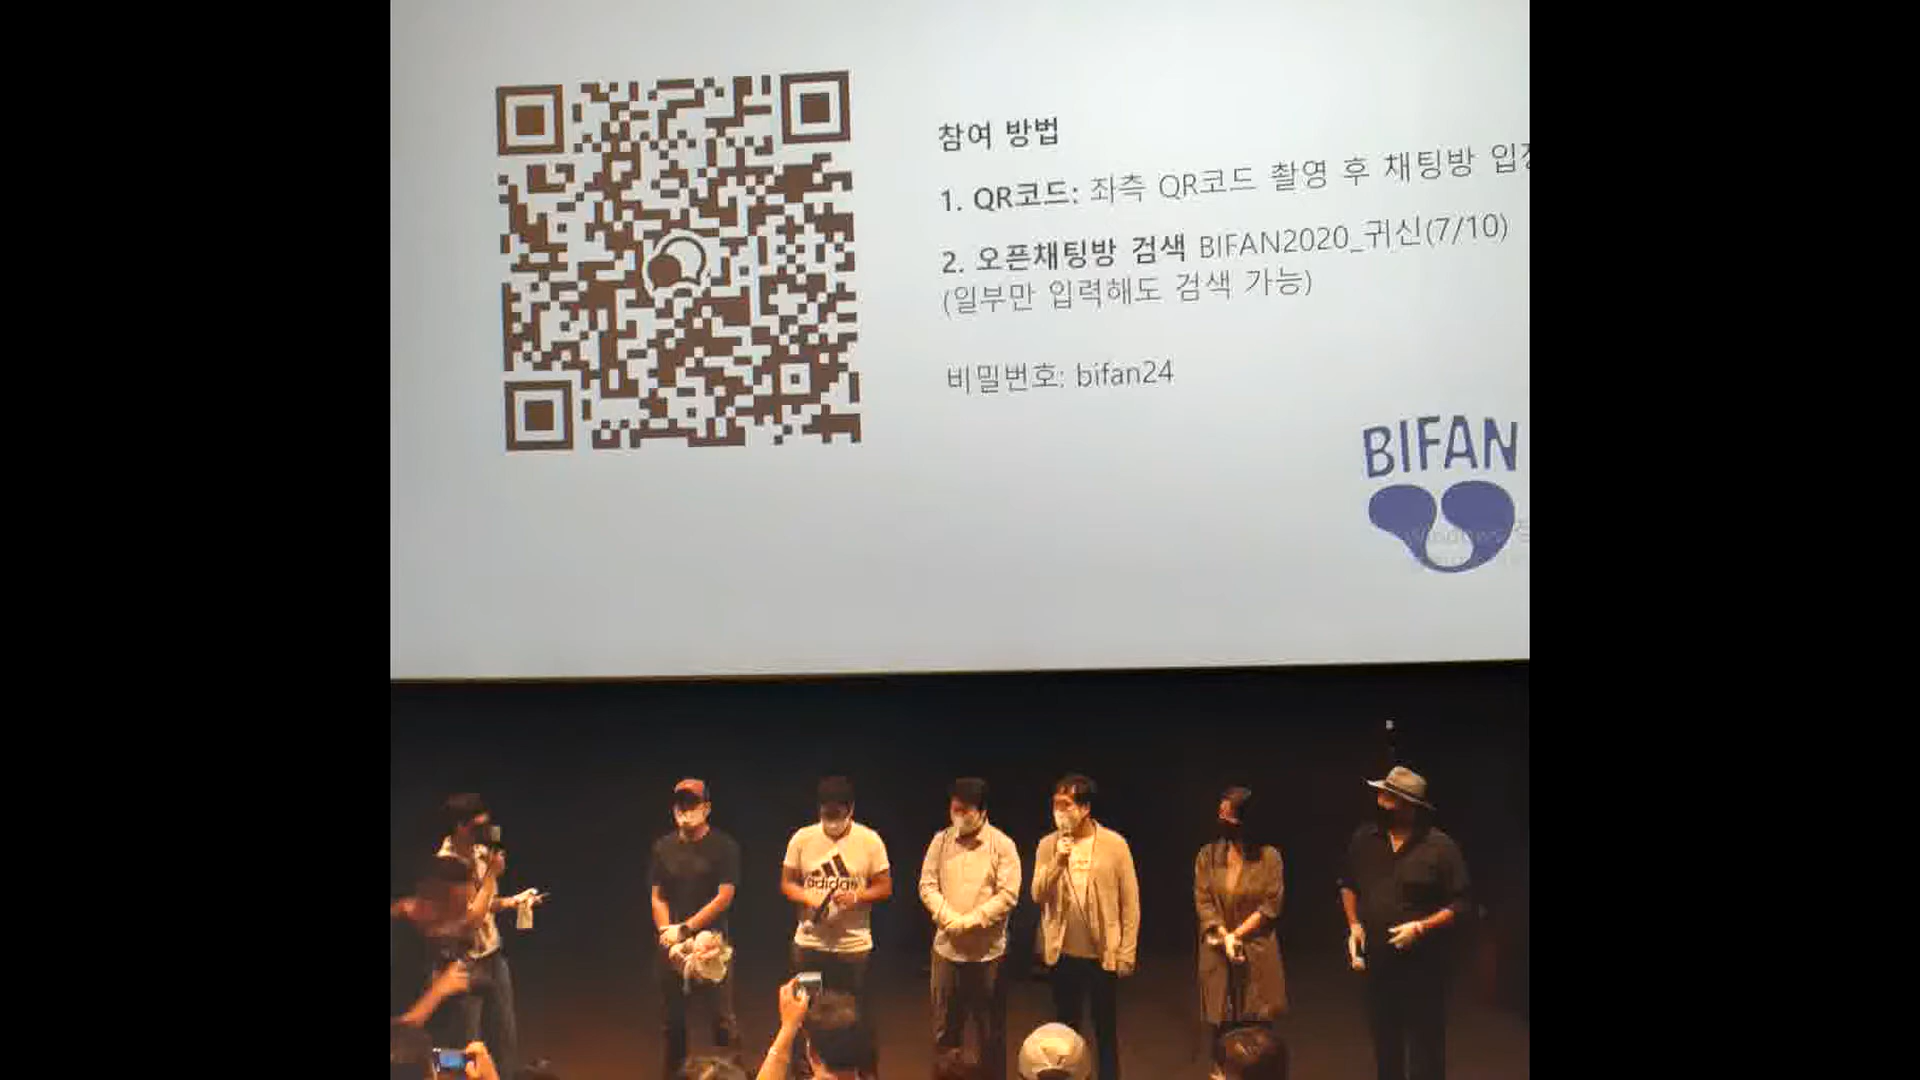 참여 방법
1. QR코드: 좌측 QR코드 촬영 후 채팅방
2. 오픈채팅방 검색 BIFAN2020_귀신(7/10)
(일부만 입력해도 검색 가능)
비밀번호: bifan24
BIFAN
adidas